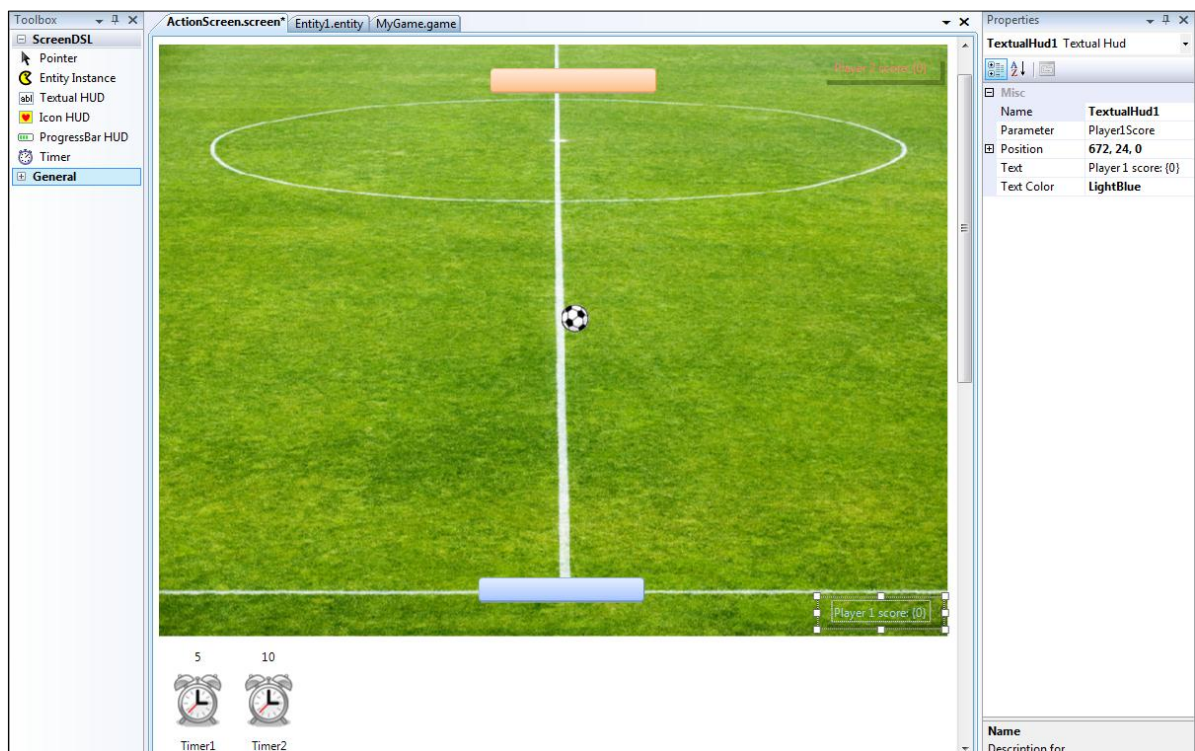 Toolbox
ScreenDSL
Pointer
Entity Instance
abl Textual HUD
Icon HUD
ProgressBar HUD
Timer
General
ActionScreen.screen* Entity1.entity MyGame.game
Player 1 score: {0}
5 10
Timer1 Timer2
Properties
TextualHud1 Textual Hud
Misc
Name TextualHud1
Parameter Player1Score
Position 672, 24, 0
Text Player 1 score: {0}
Text Color LightBlue
Name
Description for